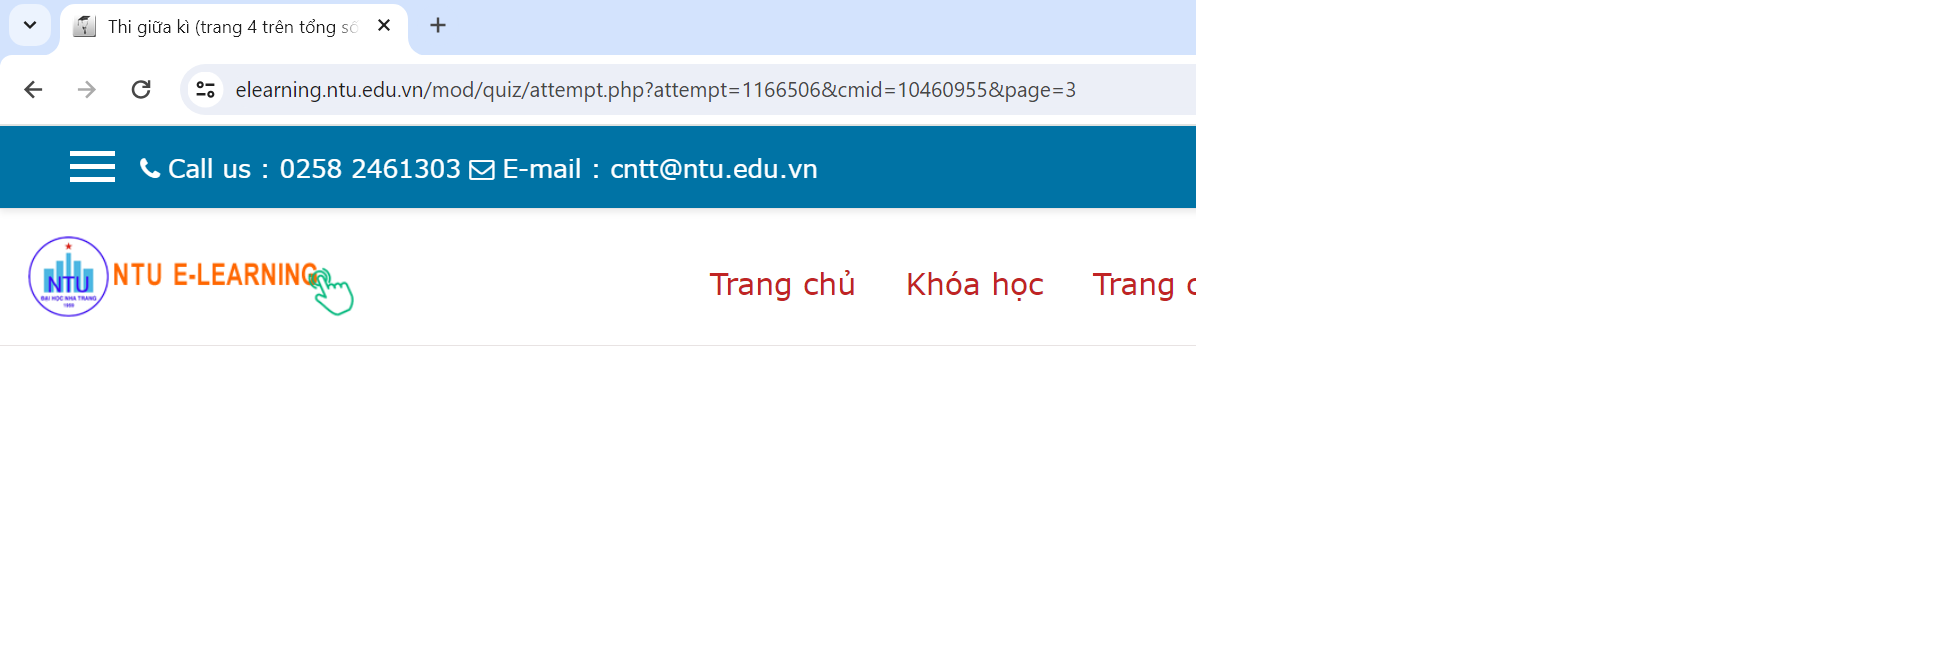 Thi giữa kì (trang 4 trên tổng số
elearning.ntu.edu.vn/mod/quiz/attempt.php?attempt=1166506&cmid=10460955&page=3
Call us : 0258 2461303 E-mail : cntt@ntu.edu.vn
NTU
ĐẠI HỌC NHA TRANG
1959
NTU E-LEARNING
Trang chủ Khóa học Trang c